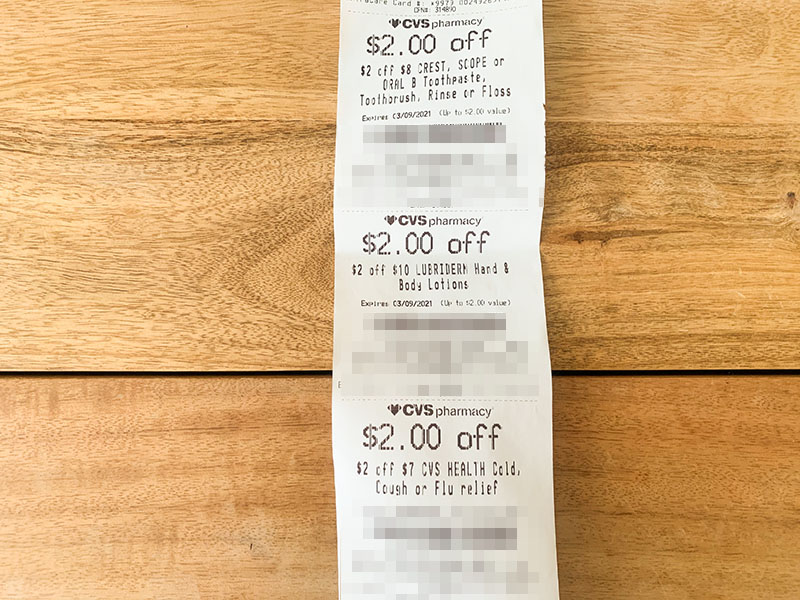 CVS pharmacy
$2.00 off
$2 off $8 CREST, SCOPE or
ORAL B Toothpaste,
Toothbrush, Rinse or Floss
Expires 03/09/2021 (Up to $2.00 value)
CVS pharmacy
$2.00 off
$2 off $10 LUBRIDERM Hand &
Body Lotions
Expires 03/09/2021 (Up to $2.00 value)
CVS pharmacy
$2.00 off
$2 off $7 CVS HEALTH Cold,
Cough or Flu relief